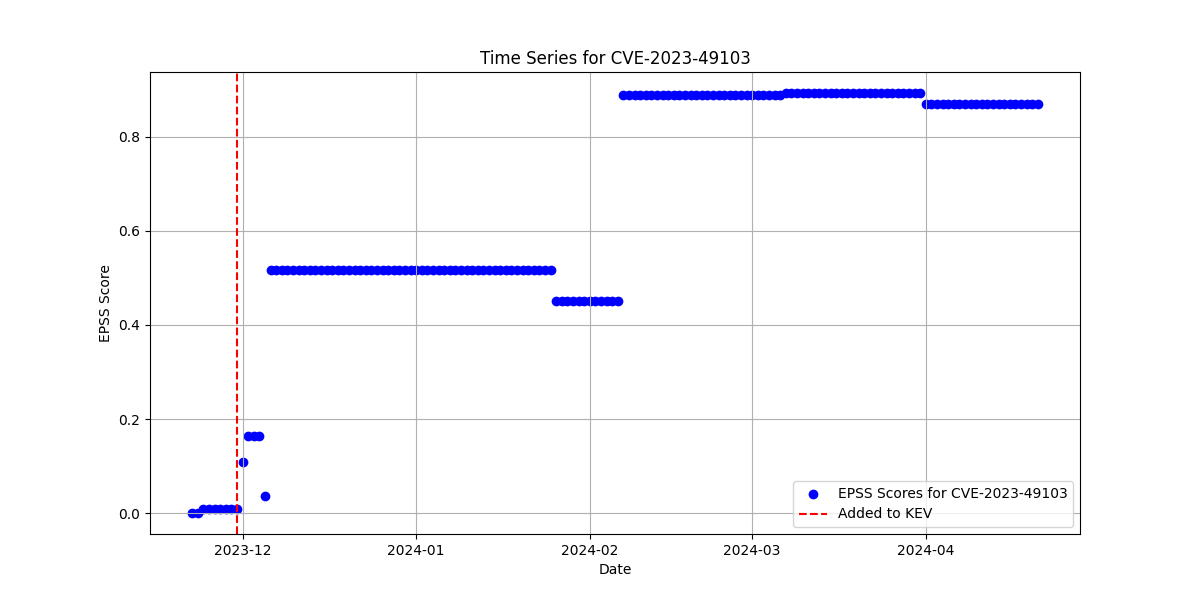 Time Series for CVE-2023-49103
EPSS Score
0.8
0.6
0.4
0.2
0.0
EPSS Scores for CVE-2023-49103
Added to KEV
2023-12 2024-01 2024-02 2024-03 2024-04
Date